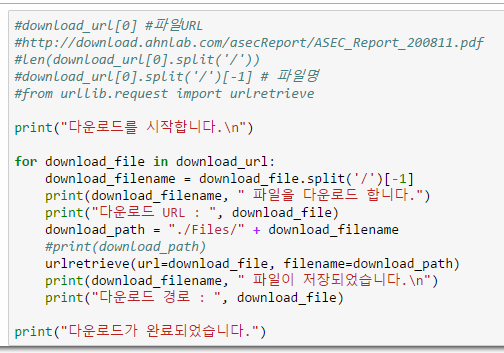 #download_url[0] #파일URL
#http://download.ahnlab.com/asecReport/ASEC_Report_200811.pdf
#len(download_url[0].split('/'))
#download_url[0].split('/')[-1] # 파일명
#from urllib.request import urlretrieve
print("다운로드를 시작합니다.\n")
for download_file in download_url:
    download_filename = download_file.split('/')[-1]
    print(download_filename, " 파일을 다운로드 합니다.")
    print("다운로드 URL : ", download_file)
    download_path = "./Files/" + download_filename
    #print(download_path)
    urlretrieve(url=download_file, filename=download_path)
    print(download_filename, " 파일이 저장되었습니다.\n")
    print("다운로드 경로 : ", download_file)
print("다운로드가 완료되었습니다.")